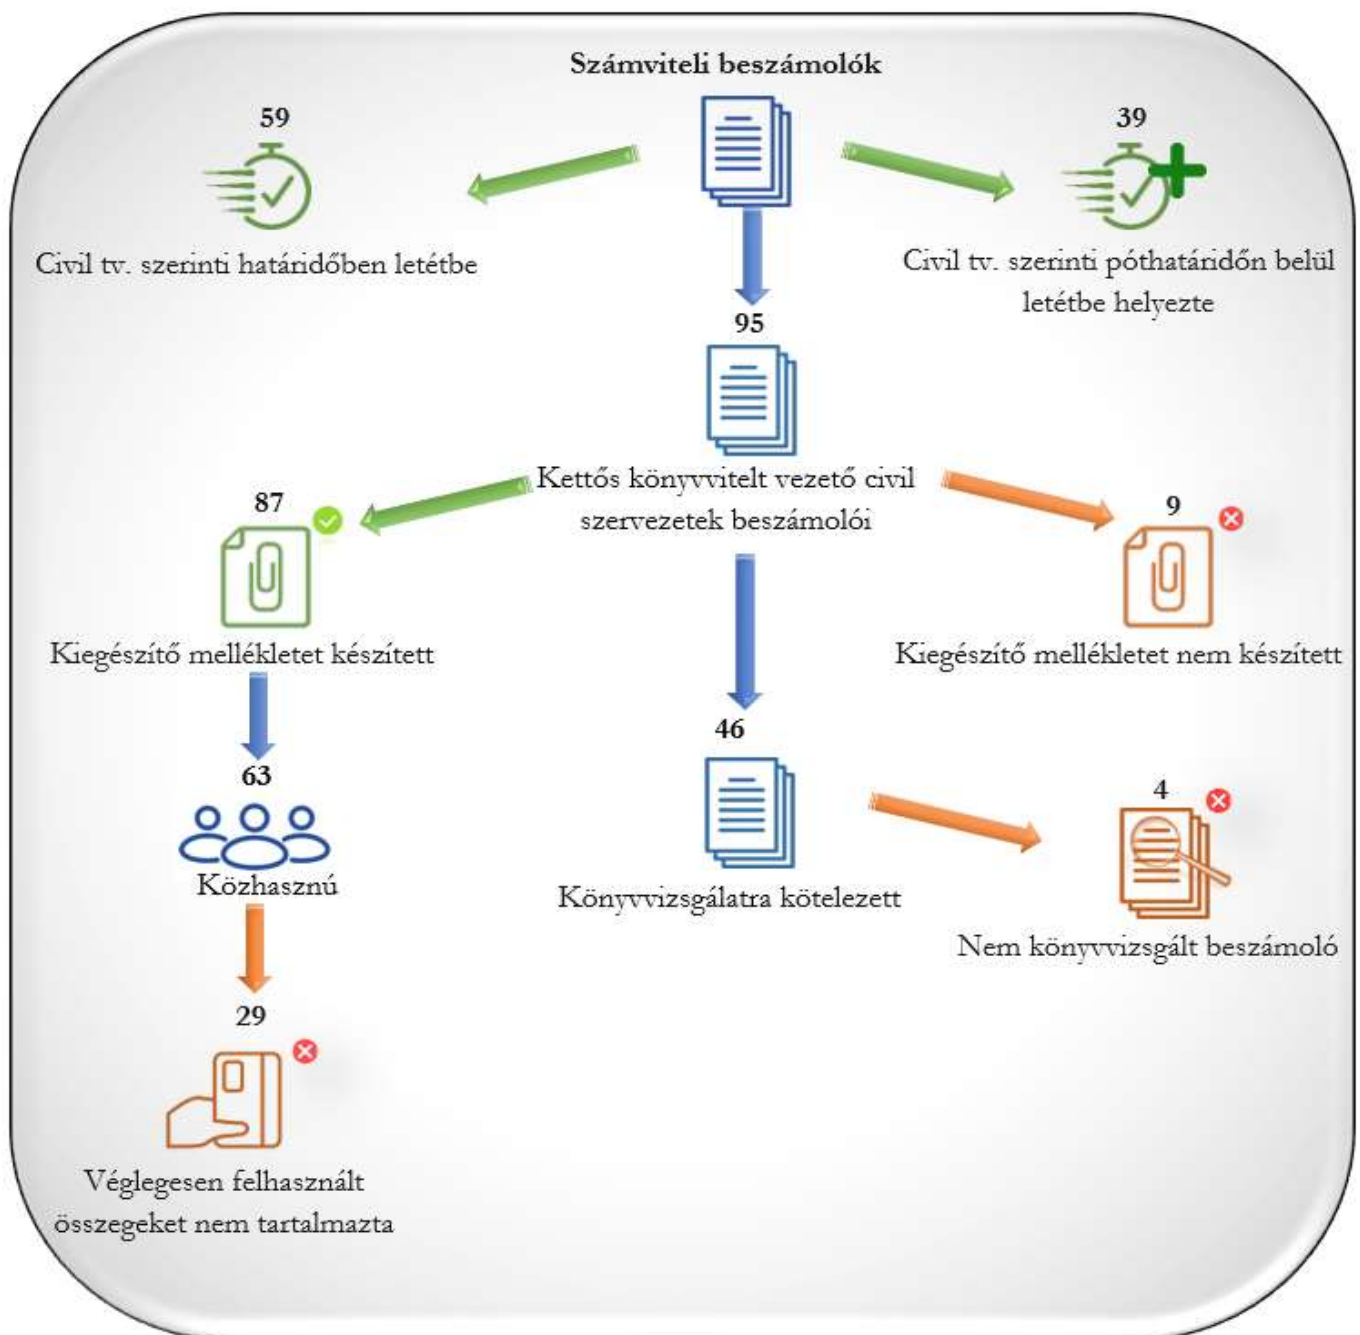 Számviteli beszámolók
59
39
Civil tv. szerinti határidőben letétbe
Civil tv. szerinti póthatáridőn belül
letétbe helyezte
95
Kettős könyvvitelt vezető civil
szervezetek beszámolói
87
9
Kiegészítő mellékletet készített
Kiegészítő mellékletet nem készített
63
46
4
Közhasznú
Könyvvizsgálatra kötelezett
Nem könyvvizsgált beszámoló
29
Véglegesen felhasznált
összegeket nem tartalmazta